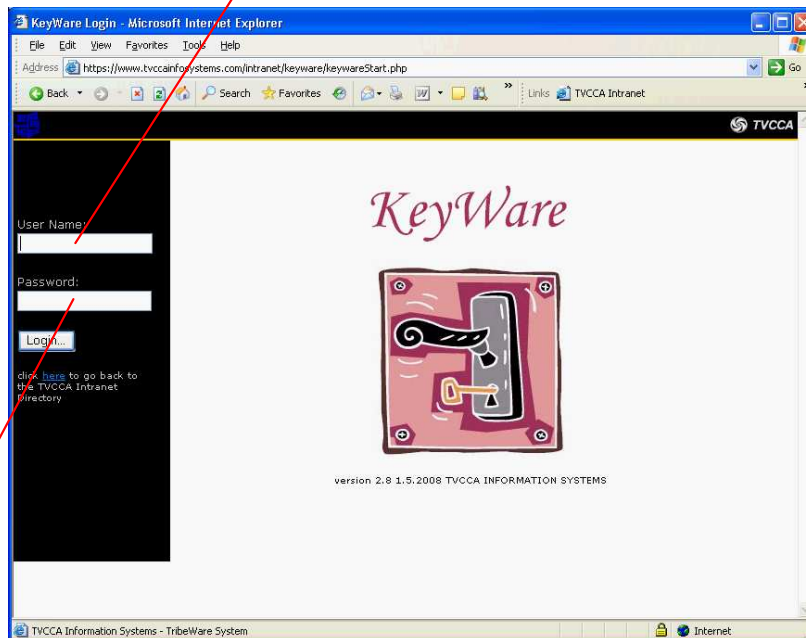 KeyWare Login - Microsoft Internet Explorer
File Edit View Favorites Tools Help
Address https://www.tvccainfosystems.com/intranet/keyware/keywareStart.php Go
Back Search Favorites » Links TVCCA Intranet
TVCCA
User Name:
KeyWare
Password:
Login...
click here to go back to
the TVCCA Intranet
Directory
version 2.8 1.5.2008 TVCCA INFORMATION SYSTEMS
TVCCA Information Systems - TribeWare System Internet